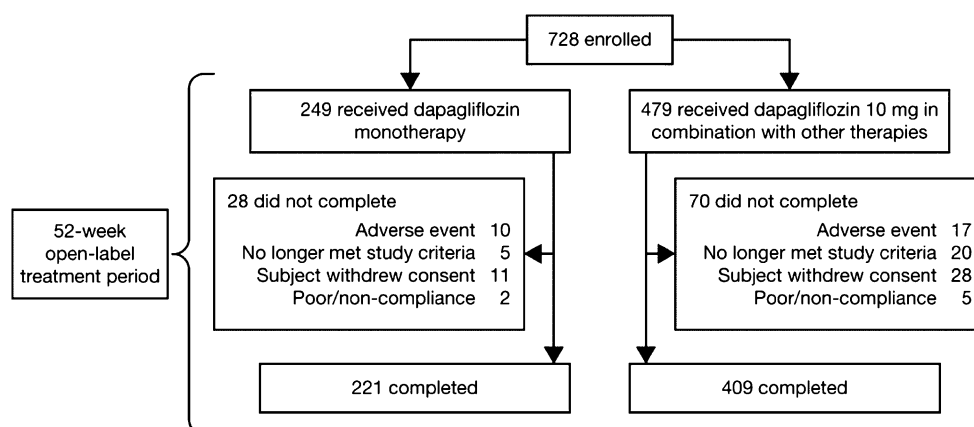 728 enrolled
249 received dapagliflozin
monotherapy
479 received dapagliflozin 10 mg in
combination with other therapies
52-week
open-label
treatment period
28 did not complete
Adverse event 10
No longer met study criteria 5
Subject withdrew consent 11
Poor/non-compliance 2
70 did not complete
Adverse event 17
No longer met study criteria 20
Subject withdrew consent 28
Poor/non-compliance 5
221 completed
409 completed